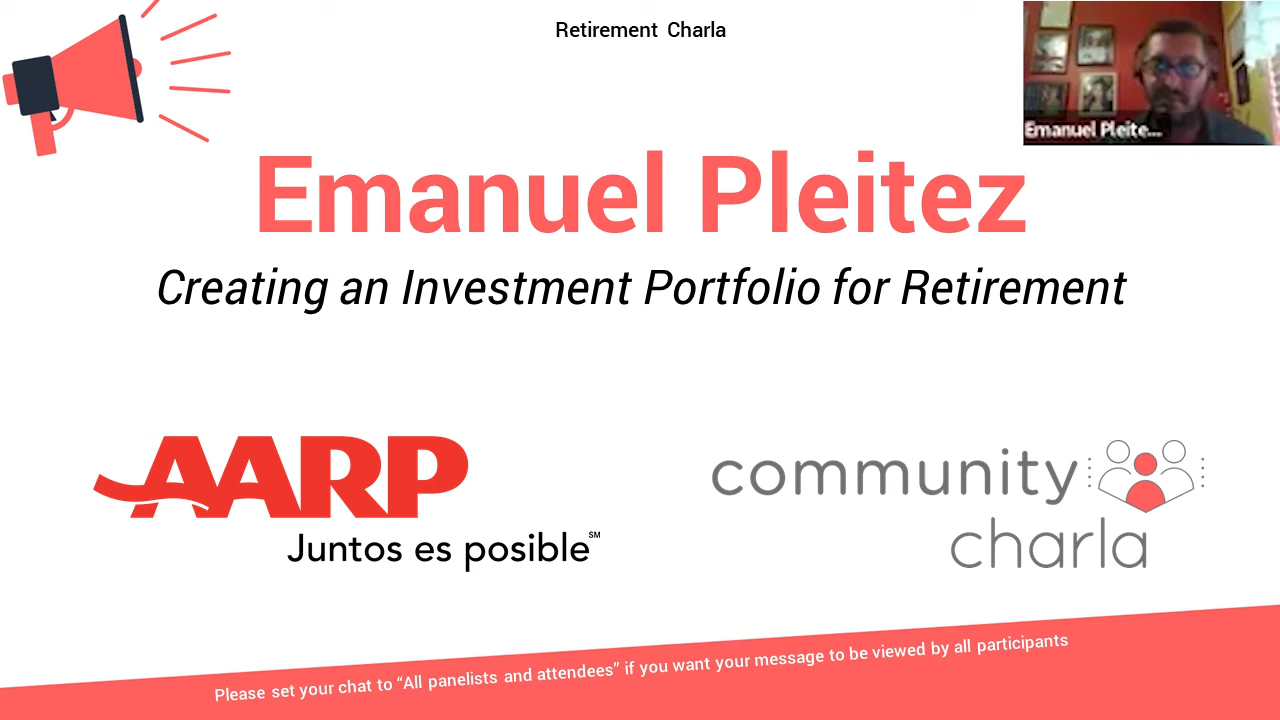 Retirement Charla
Emanuel Pleite...
Emanuel Pleitez
Creating an Investment Portfolio for Retirement
AARP
Juntos es posible℠
community
charla
Please set your chat to “All panelists and attendees” if you want your message to be viewed by all participants